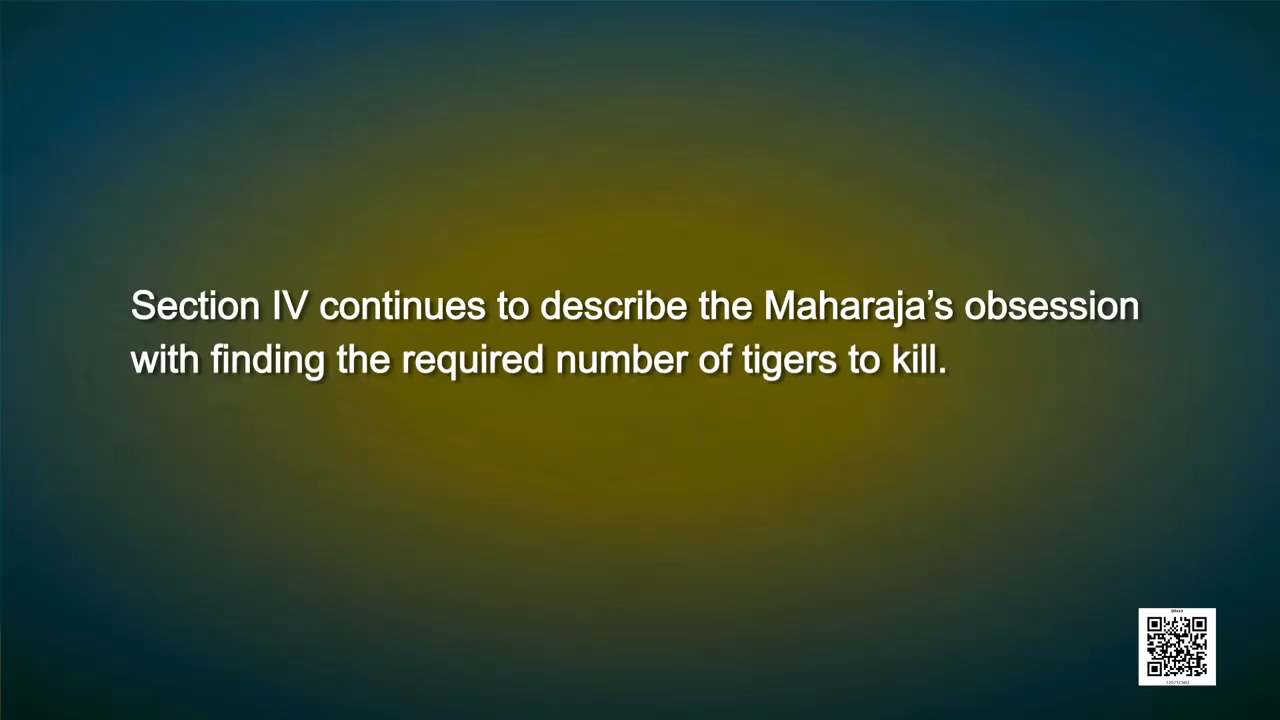 Section IV continues to describe the Maharaja’s obsession
with finding the required number of tigers to kill.